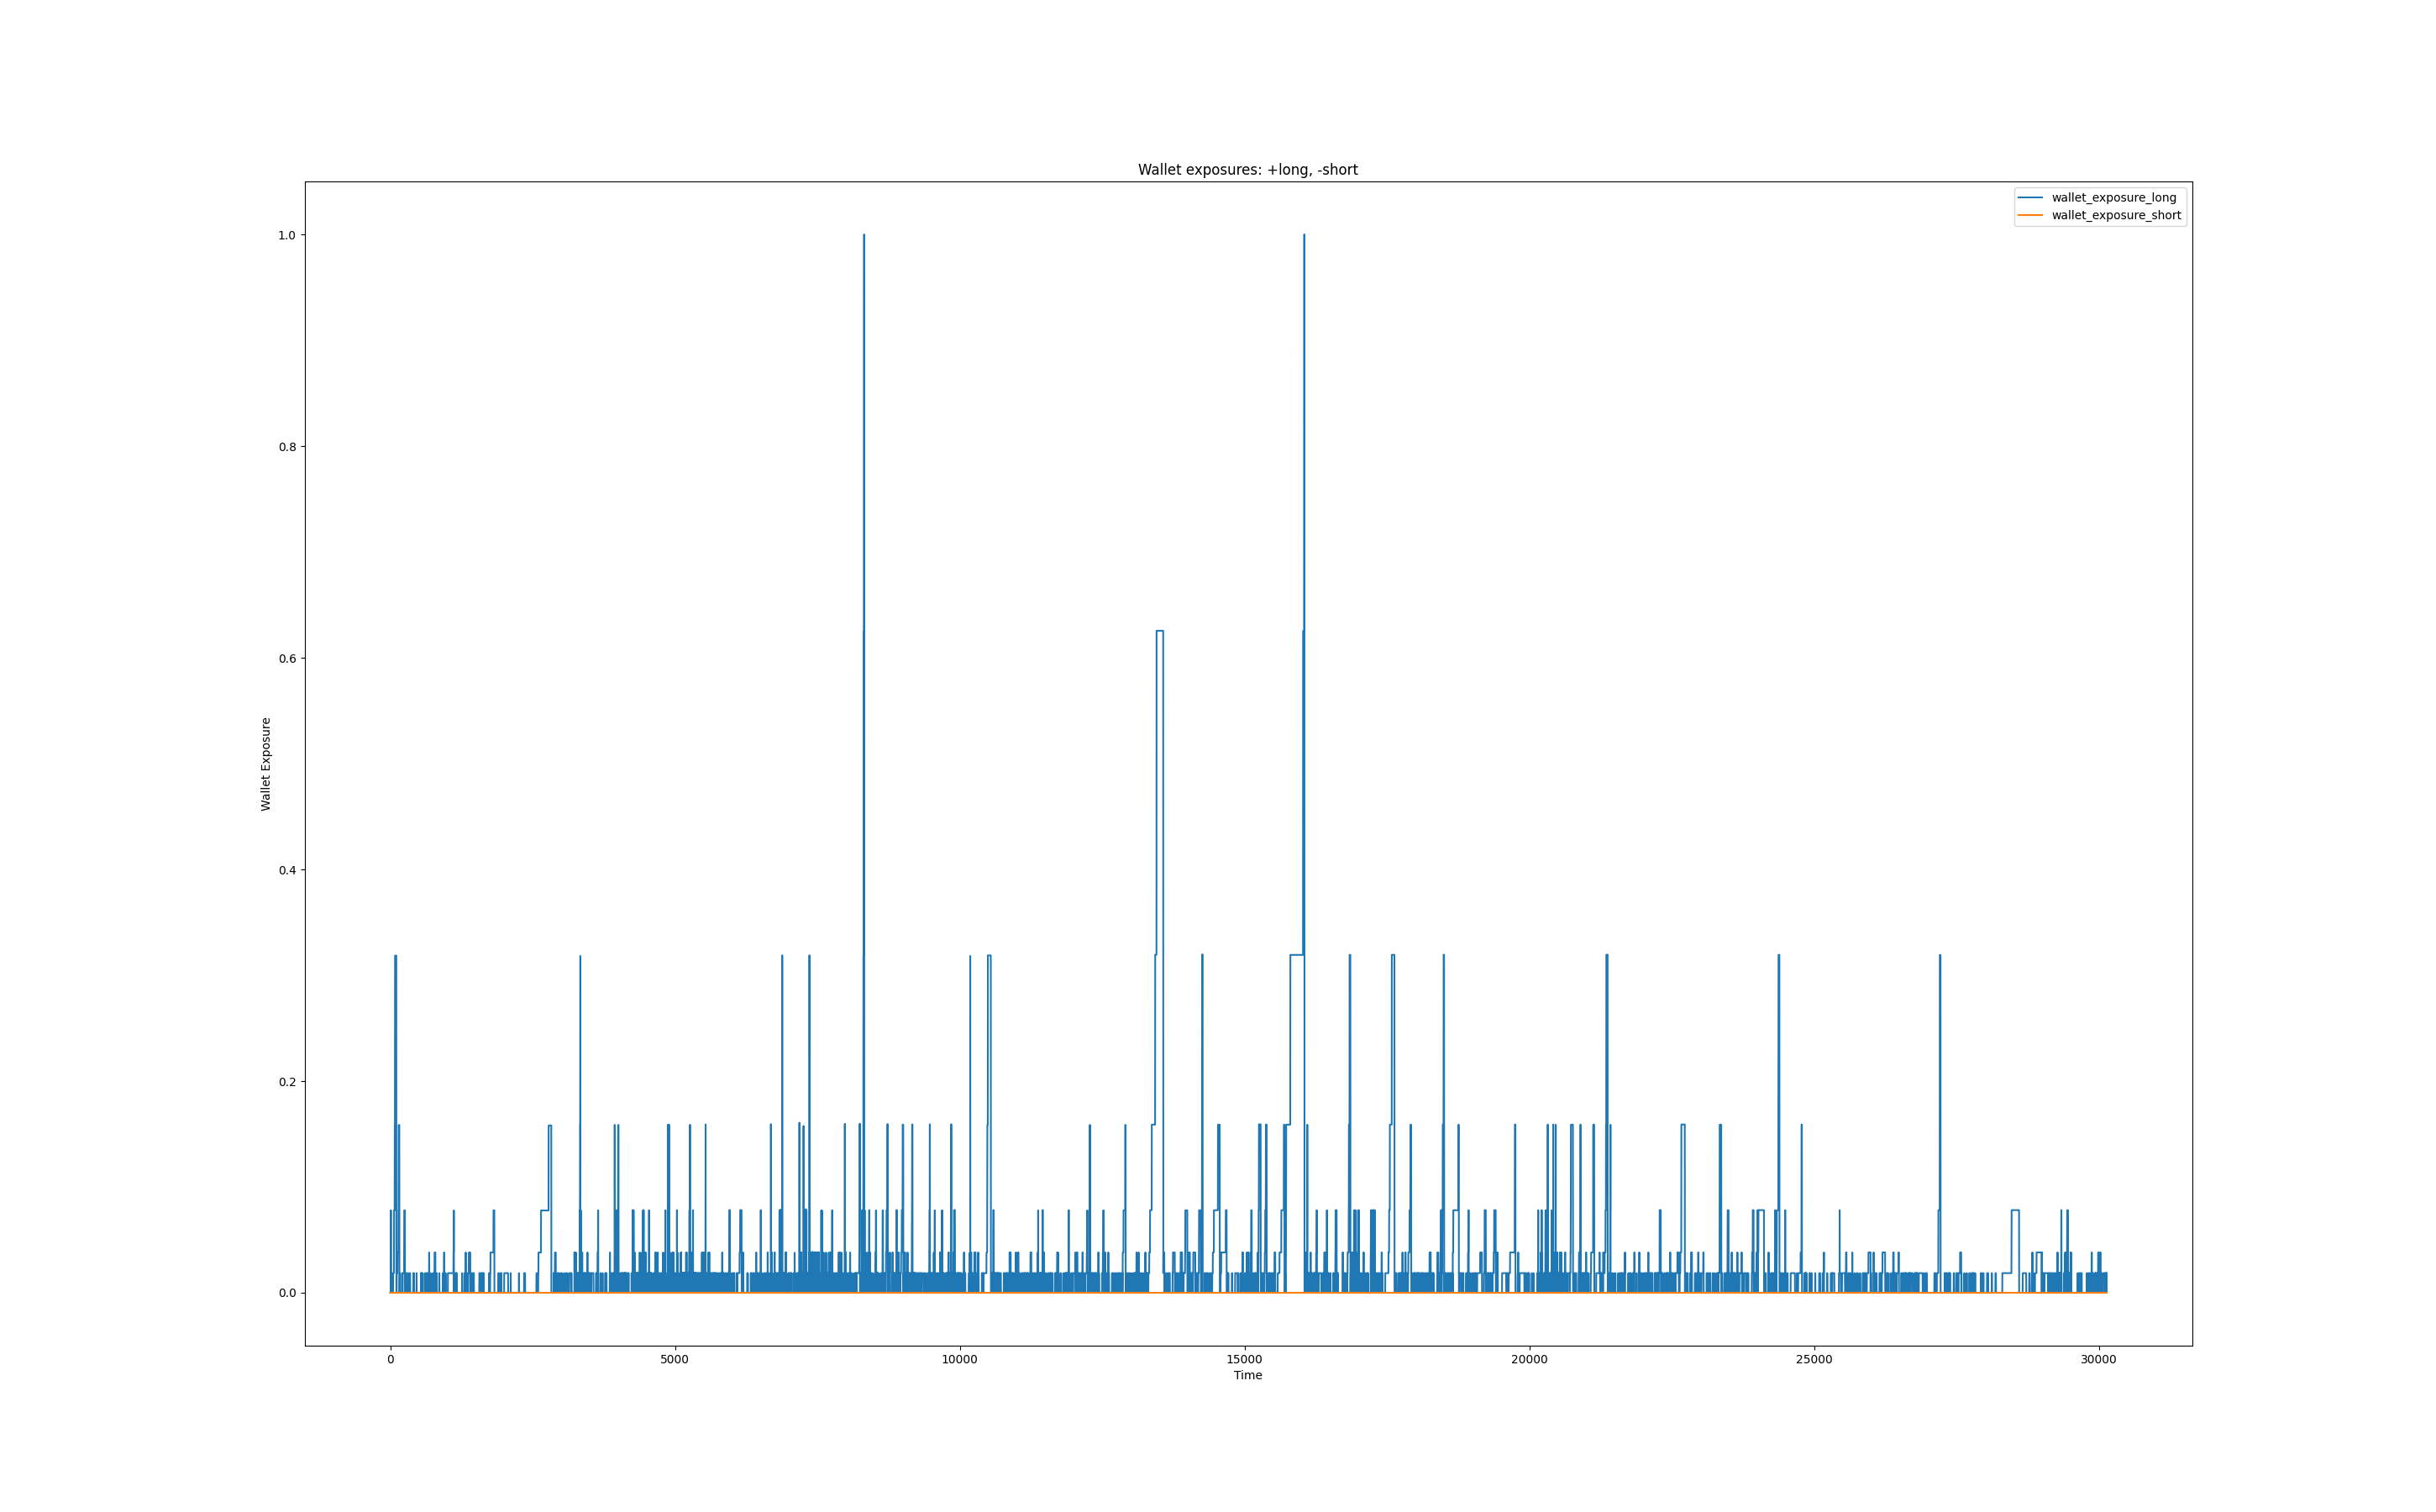 Wallet exposures: +long, -short
wallet_exposure_long
wallet_exposure_short
1.0
0.8
0.6
0.4
0.2
0.0
Wallet Exposure
0 5000 10000 15000 20000 25000 30000
Time